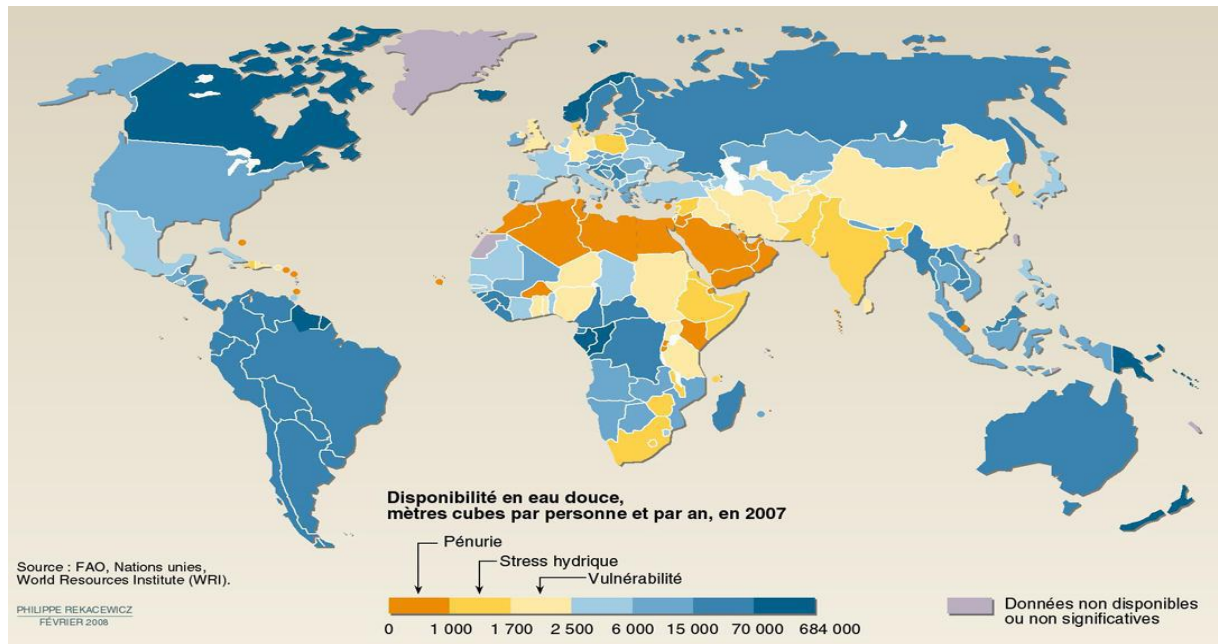 Disponibilité en eau douce,
mètres cubes par personne et par an, en 2007
Pénurie
Stress hydrique
Vulnérabilité
0 1 000 1 700 2 500 6 000 15 000 70 000 684 000
Données non disponibles
ou non significatives
Source : FAO, Nations unies,
World Resources Institute (WRI).
PHILIPPE REKACEWICZ
FÉVRIER 2008